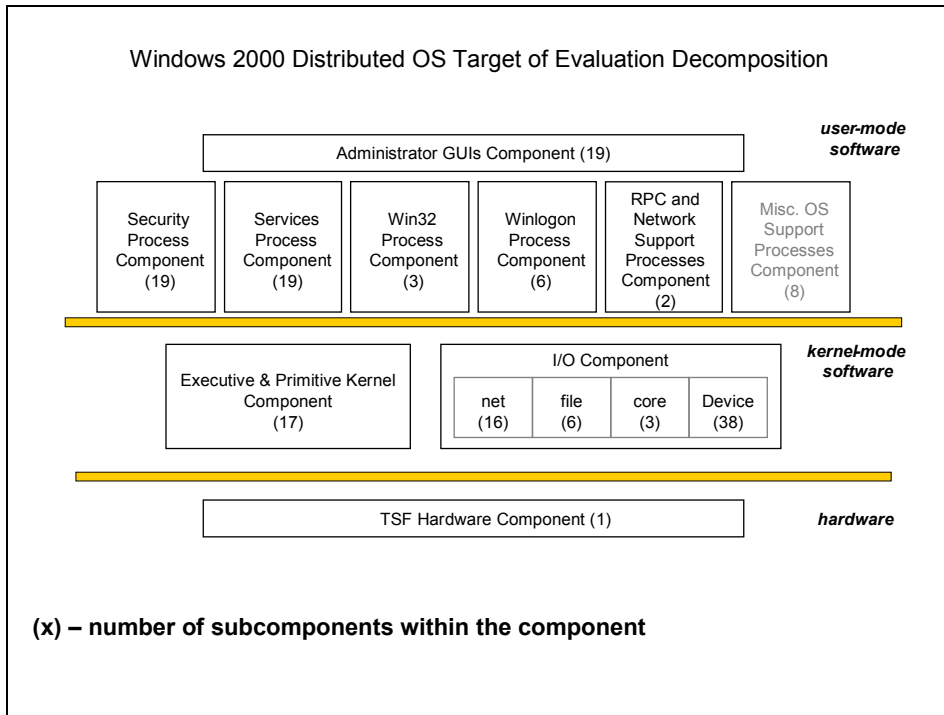 Windows 2000 Distributed OS Target of Evaluation Decomposition
user-mode
software
Administrator GUIs Component (19)
Security
Process
Component
(19)
Services
Process
Component
(19)
Win32
Process
Component
(3)
Winlogon
Process
Component
(6)
RPC and
Network
Support
Processes
Component
(2)
Misc. OS
Support
Processes
Component
(8)
kernel-mode
software
Executive & Primitive Kernel
Component
(17)
I/O Component
net
(16)
file
(6)
core
(3)
Device
(38)
TSF Hardware Component (1)
hardware
(x) – number of subcomponents within the component